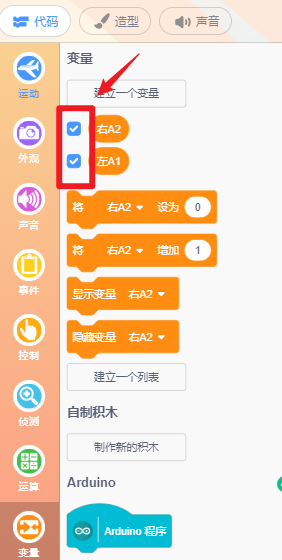 代码 造型 声音
变量
建立一个变量
右A2
左A1
将 右A2 设为 0
将 右A2 增加 1
显示变量 右A2
隐藏变量 右A2
建立一个列表
自制积木
制作新的积木
Arduino
Arduino 程序
运动
外观
声音
事件
控制
侦测
运算
变量